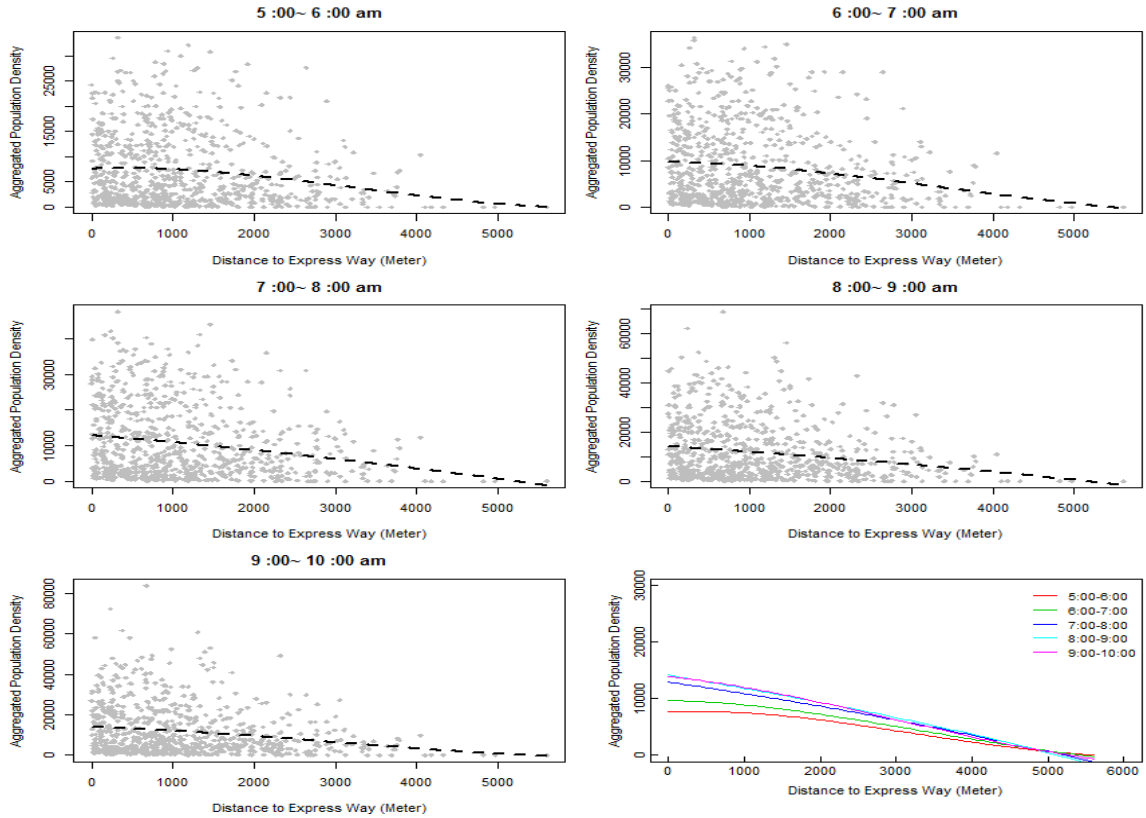 5 :00~ 6 :00 am
Aggregated Population Density
0 5000 15000 25000
0 1000 2000 3000 4000 5000
Distance to Express Way (Meter)
6 :00~ 7 :00 am
Aggregated Population Density
0 10000 20000 30000
0 1000 2000 3000 4000 5000
Distance to Express Way (Meter)
7 :00~ 8 :00 am
Aggregated Population Density
0 10000 30000
0 1000 2000 3000 4000 5000
Distance to Express Way (Meter)
8 :00~ 9 :00 am
Aggregated Population Density
0 20000 40000 60000
0 1000 2000 3000 4000 5000
Distance to Express Way (Meter)
9 :00~ 10 :00 am
Aggregated Population Density
0 20000 40000 60000 80000
0 1000 2000 3000 4000 5000
Distance to Express Way (Meter)
Aggregated Population Density
0 10000 20000 30000
5:00-6:00
6:00-7:00
7:00-8:00
8:00-9:00
9:00-10:00
0 1000 2000 3000 4000 5000 6000
Distance to Express Way (Meter)